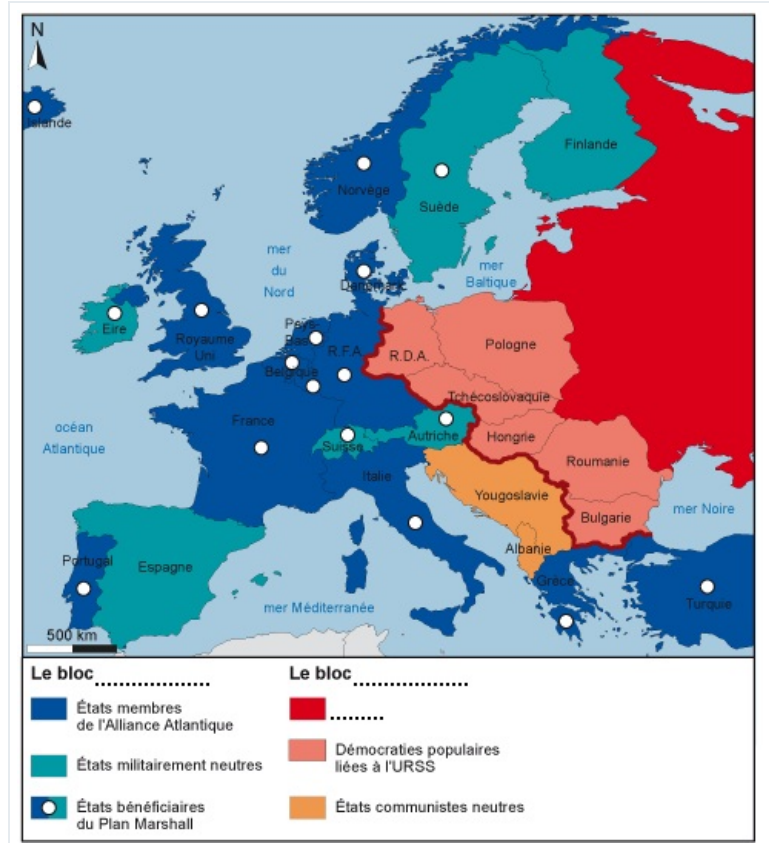 N
Islande
Finlande
Norvège
Suède
mer
du
Nord
mer
Baltique
Danemark
Eire
Royaume
Uni
Pays-
Bas
R.F.A.
R.D.A.
Pologne
Belgique
Tchécoslovaquie
océan
Atlantique
France
Suisse
Autriche
Hongrie
Roumanie
Italie
Yougoslavie
mer Noire
Bulgarie
Albanie
Portugal
Espagne
Grèce
Turquie
mer Méditerranée
500 km
Le bloc...................
États membres
de l'Alliance Atlantique
États militairement neutres
États bénéficiaires
du Plan Marshall
Le bloc...................
.........
Démocraties populaires
liées à l'URSS
États communistes neutres